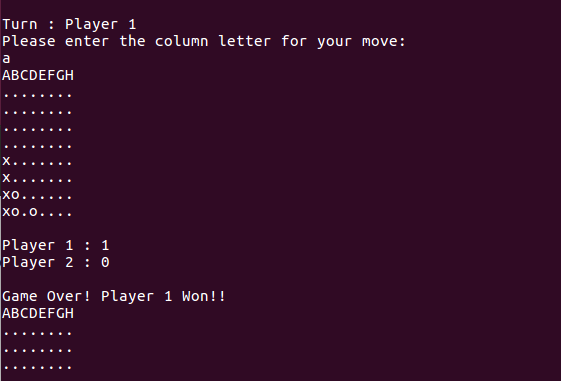 Turn : Player 1
Please enter the column letter for your move:
a
ABCDEFGH
........
........
........
........
x.......
x.......
xo......
xo.o....
Player 1 : 1
Player 2 : 0
Game Over! Player 1 Won!!
ABCDEFGH
........
........
........